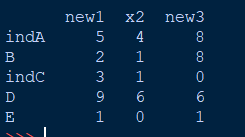 new1 x2 new3
indA 5 4 8
B 2 1 8
indC 3 1 0
D 9 6 6
E 1 0 1
>>>